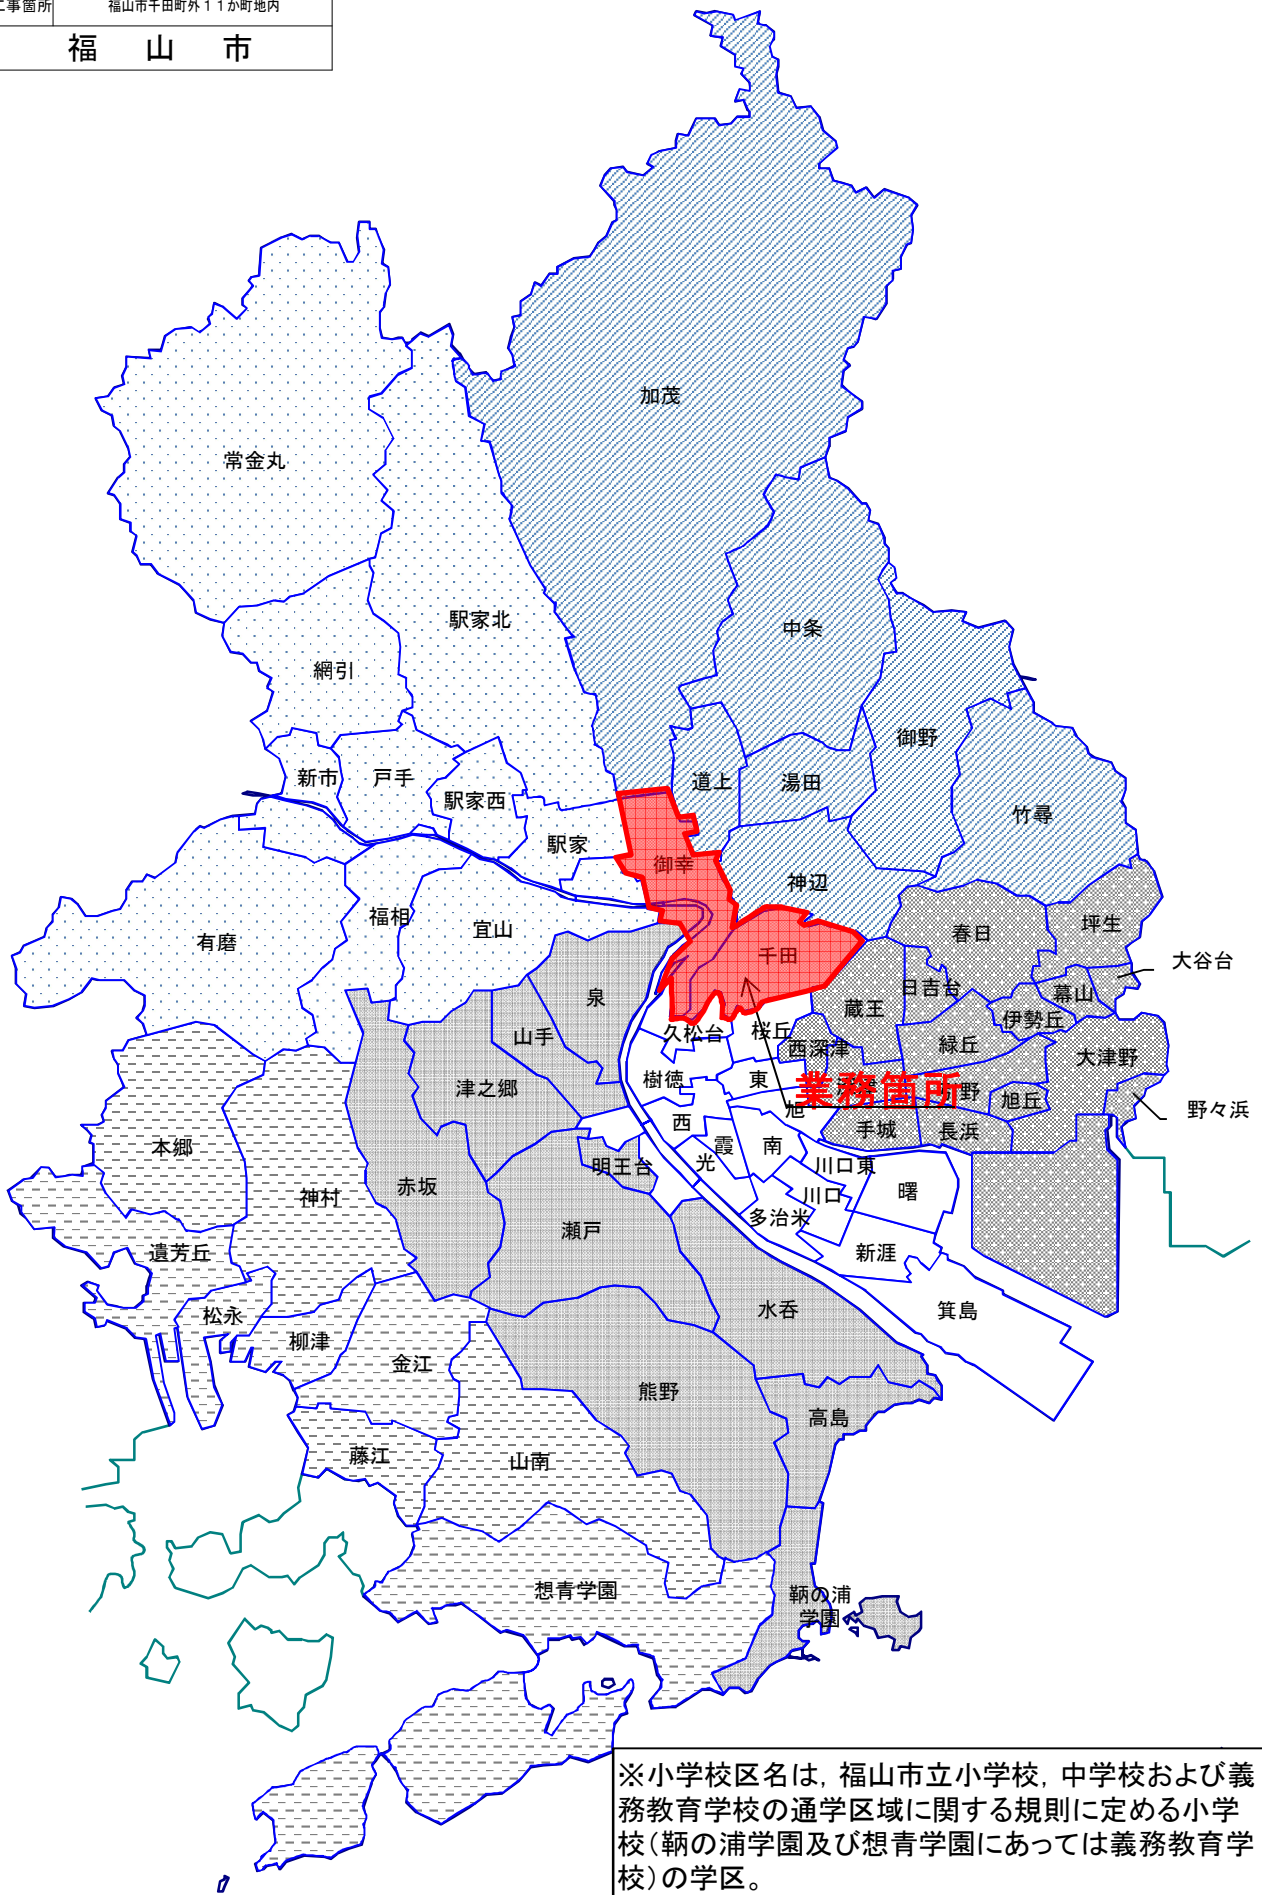 工事箇所 福山市千田町外11か町地内
福山市
加茂
常金丸
駅家北
中条
網引
御野
新市
戸手
道上
湯田
駅家西
竹尋
駅家
御幸
神辺
福相
宜山
有磨
春日
坪生
千田
大谷台
泉
日吉台
幕山
蔵王
伊勢丘
山手
久松台
桜丘
西深津
緑丘
大津野
津之郷
樹徳
東
業務箇所
野
旭丘
旭
野々浜
西
手城
長浜
本郷
霞
南
明王台
光
川口東
赤坂
神村
川口
曙
多治米
瀬戸
遺芳丘
新涯
水呑
箕島
松永
柳津
金江
熊野
高島
藤江
山南
想青学園
鞆の浦
学園
※小学校区名は,福山市立小学校,中学校および義
務教育学校の通学区域に関する規則に定める小学
校(鞆の浦学園及び想青学園にあっては義務教育学
校)の学区。